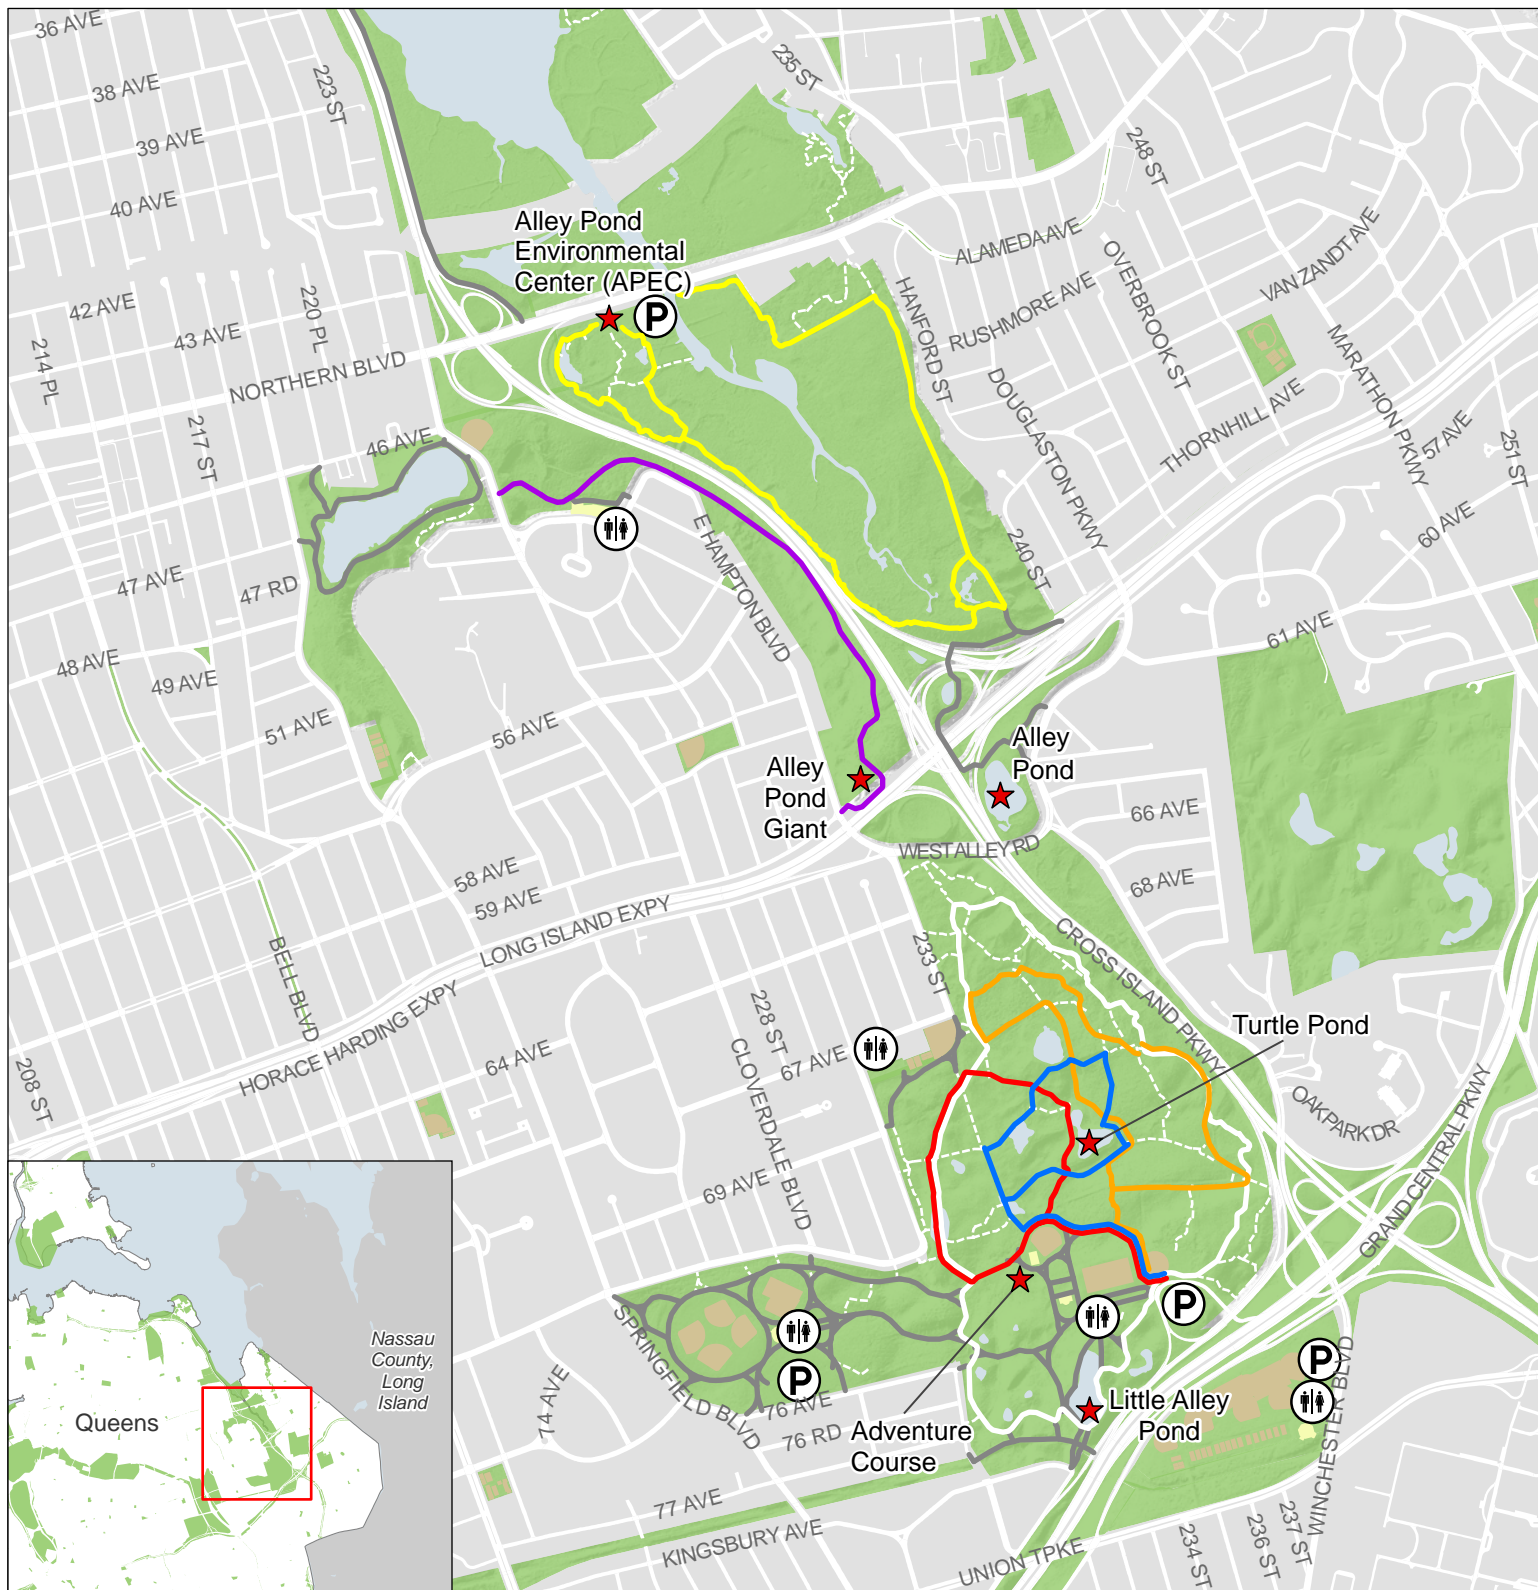 36 AVE
38 AVE
39 AVE
40 AVE
42 AVE
43 AVE
223 ST
220 PL
214 PL
217 ST
NORTHERN BLVD
46 AVE
47 AVE
47 RD
48 AVE
49 AVE
51 AVE
56 AVE
58 AVE
59 AVE
E HAMPTON BLVD
Alley Pond
Environmental
Center (APEC)
P
235 ST
248 ST
ALAMEDA AVE
RUSHMORE AVE
OVERBROOK ST
VAN ZANDT AVE
HANFORD ST
DOUGLASTON PKWY
MARATHON PKWY
THORNHILL AVE
57 AVE
251 ST
60 AVE
240 ST
61 AVE
Alley
Pond
Giant
Alley
Pond
66 AVE
68 AVE
WEST ALLEY RD
LONG ISLAND EXPY
HORACE HARDING EXPY
BELL BLVD
208 ST
64 AVE
233 ST
228 ST
67 AVE
CLOVERDALE BLVD
69 AVE
CROSS ISLAND PKWY
Turtle Pond
OAK PARK DR
GRAND CENTRAL PKWY
SPRINGFIELD BLVD
74 AVE
76 AVE
76 RD
77 AVE
KINGSBURY AVE
UNION TPKE
P
P
P
Adventure
Course
Little Alley
Pond
WINCHESTER BLVD
234 ST
236 ST
237 ST
Queens
Nassau
County,
Long
Island